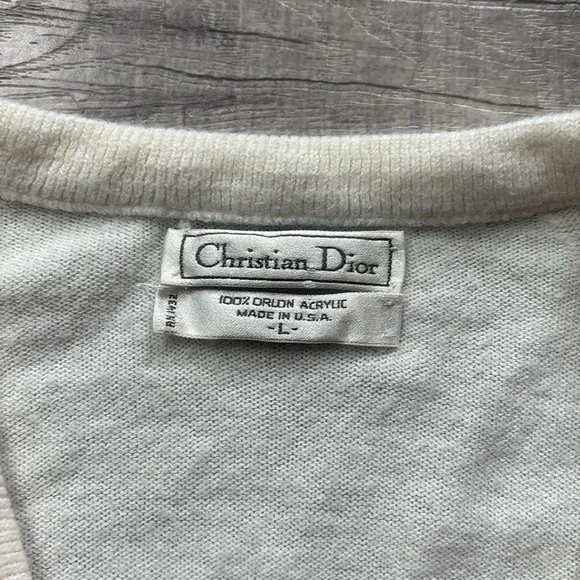 Christian Dior
100% ORLON ACRYLIC
MADE IN U.S.A.
-L-